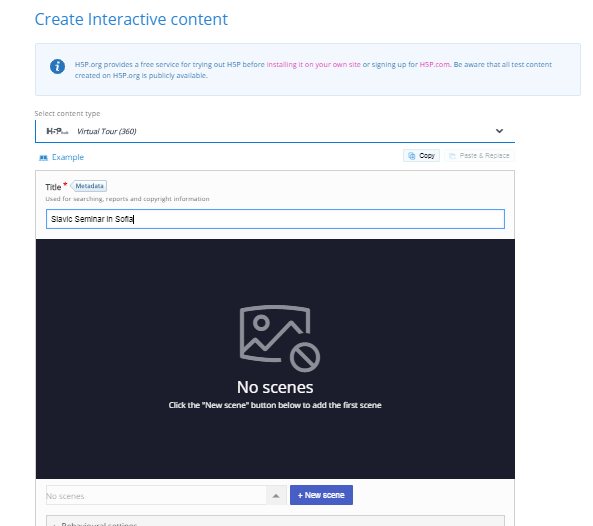 Create Interactive content
H5P.org provides a free service for trying out H5P before installing it on your own site or signing up for H5P.com. Be aware that all test content
created on H5P.org is publicly available.
Select content type
H5P Virtual Tour (360)
Example
Copy Paste & Replace
Title * Metadata
Used for searching, reports and copyright information
Slavic Seminar in Sofia
No scenes
Click the "New scene" button below to add the first scene
No scenes + New scene
Behavioural settings